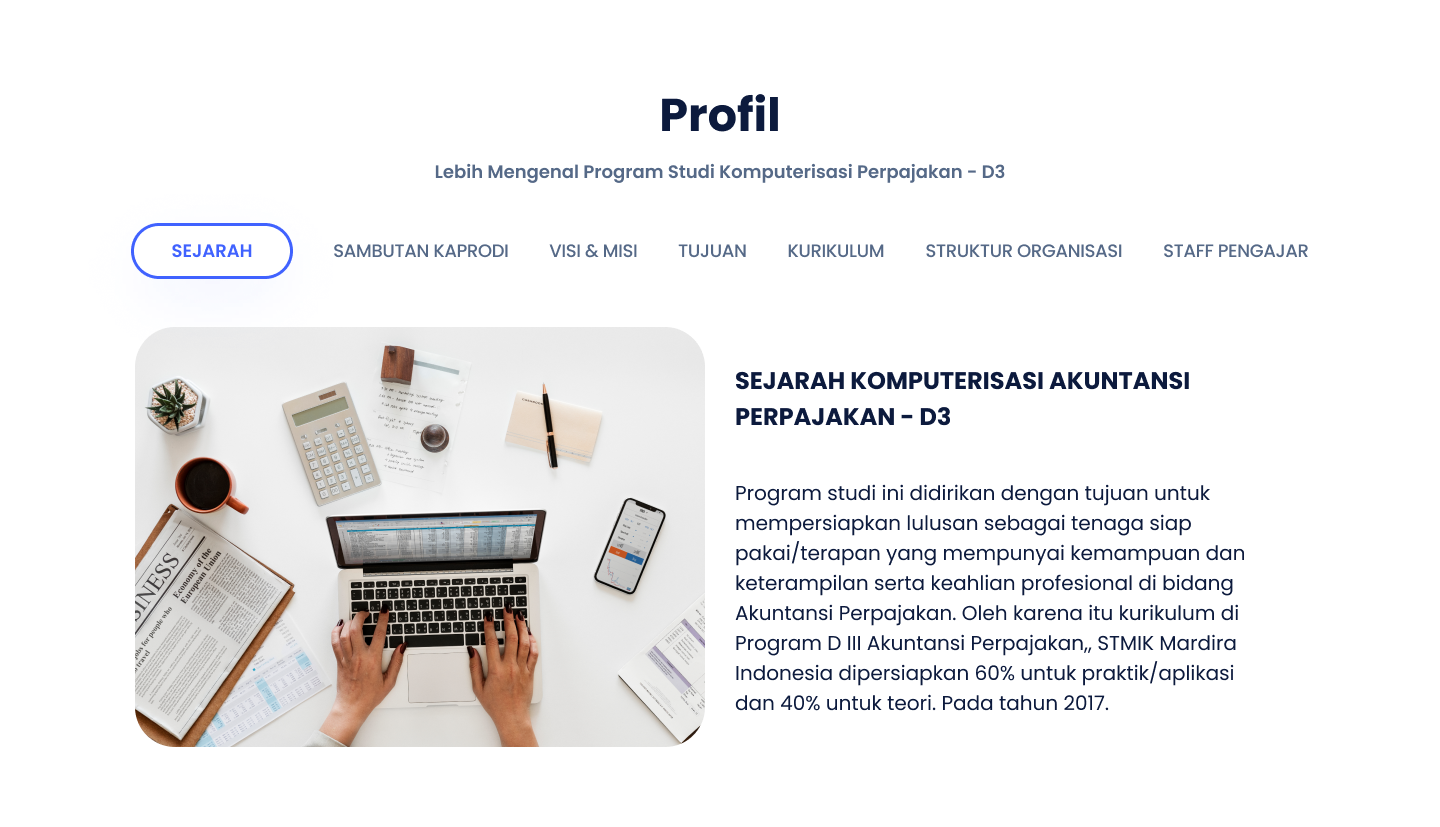 Profil
Lebih Mengenal Program Studi Komputerisasi Perpajakan - D3
SEJARAH
SAMBUTAN KAPRODI
VISI & MISI
TUJUAN
KURIKULUM
STRUKTUR ORGANISASI
STAFF PENGAJAR
INESS
Economy of the
European Union
jobs for people who
travel
SEJARAH KOMPUTERISASI AKUNTANSI
PERPAJAKAN - D3
Program studi ini didirikan dengan tujuan untuk
mempersiapkan lulusan sebagai tenaga siap
pakai/terapan yang mempunyai kemampuan dan
keterampilan serta keahlian profesional di bidang
Akuntansi Perpajakan. Oleh karena itu kurikulum di
Program D III Akuntansi Perpajakan,, STMIK Mardira
Indonesia dipersiapkan 60% untuk praktik/aplikasi
dan 40% untuk teori. Pada tahun 2017.